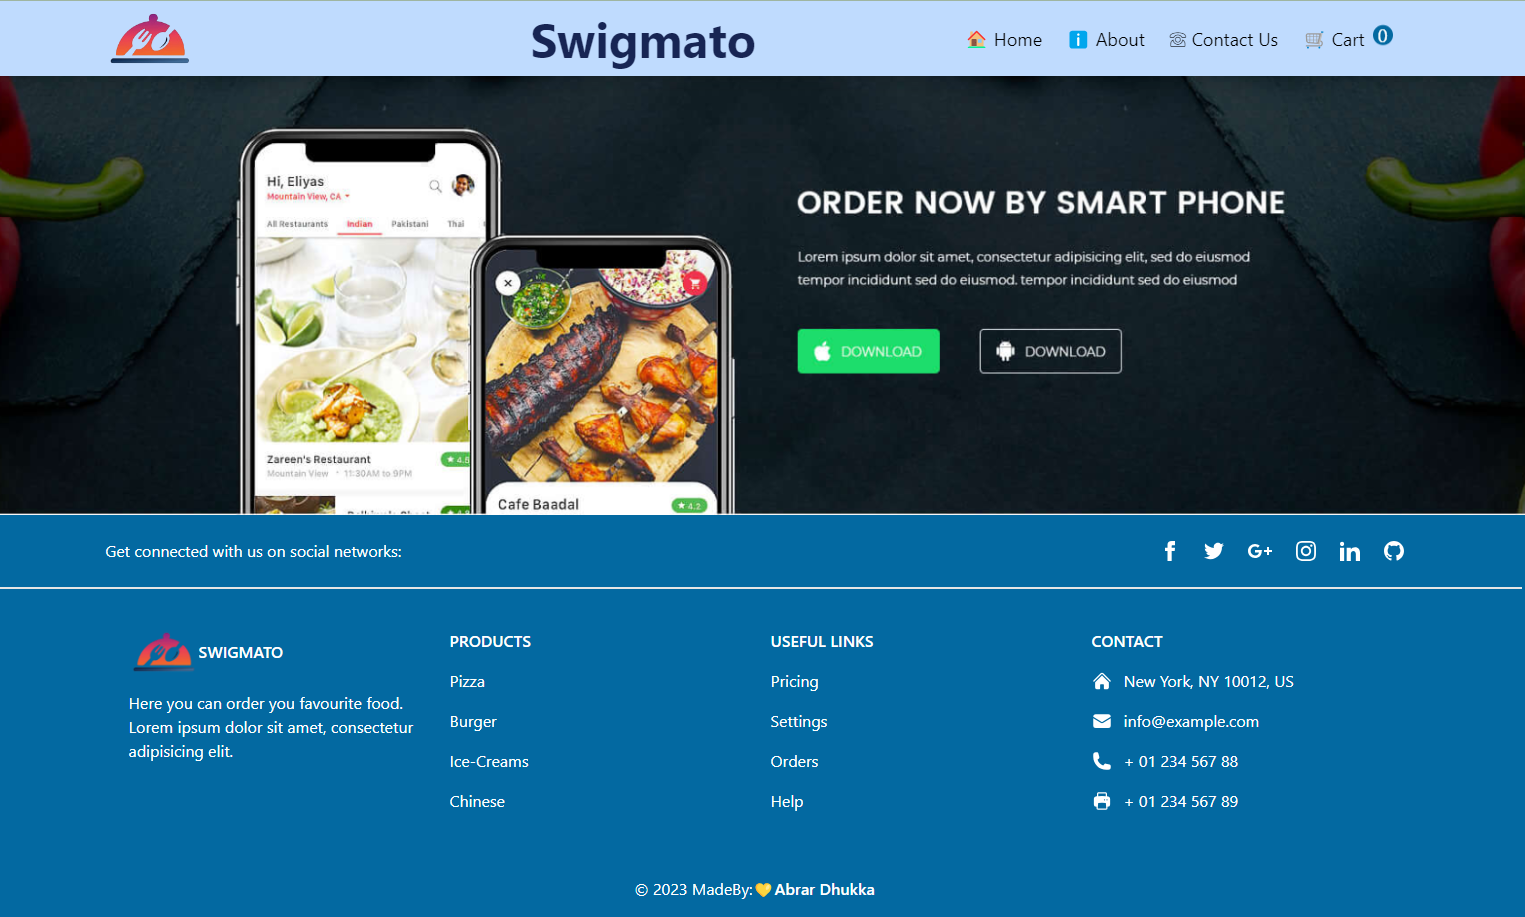 Swigmato
Home
About
Contact Us
Cart
0
Hi, Eliyas
Mountain View, CA
All Restaurants
Indian
Pakistani
Thai
Zareen's Restaurant
4.5
Mountain View · 11:30AM to 9PM
Cafe Baadal
4.2
ORDER NOW BY SMART PHONE
Lorem ipsum dolor sit amet, consectetur adipisicing elit, sed do eiusmod
tempor incididunt sed do eiusmod. tempor incididunt sed do eiusmod
DOWNLOAD
DOWNLOAD
Get connected with us on social networks:
SWIGMATO
Here you can order you favourite food.
Lorem ipsum dolor sit amet, consectetur
adipisicing elit.
PRODUCTS
Pizza
Burger
Ice-Creams
Chinese
USEFUL LINKS
Pricing
Settings
Orders
Help
CONTACT
New York, NY 10012, US
info@example.com
+ 01 234 567 88
+ 01 234 567 89
© 2023 MadeBy:💛Abrar Dhukka